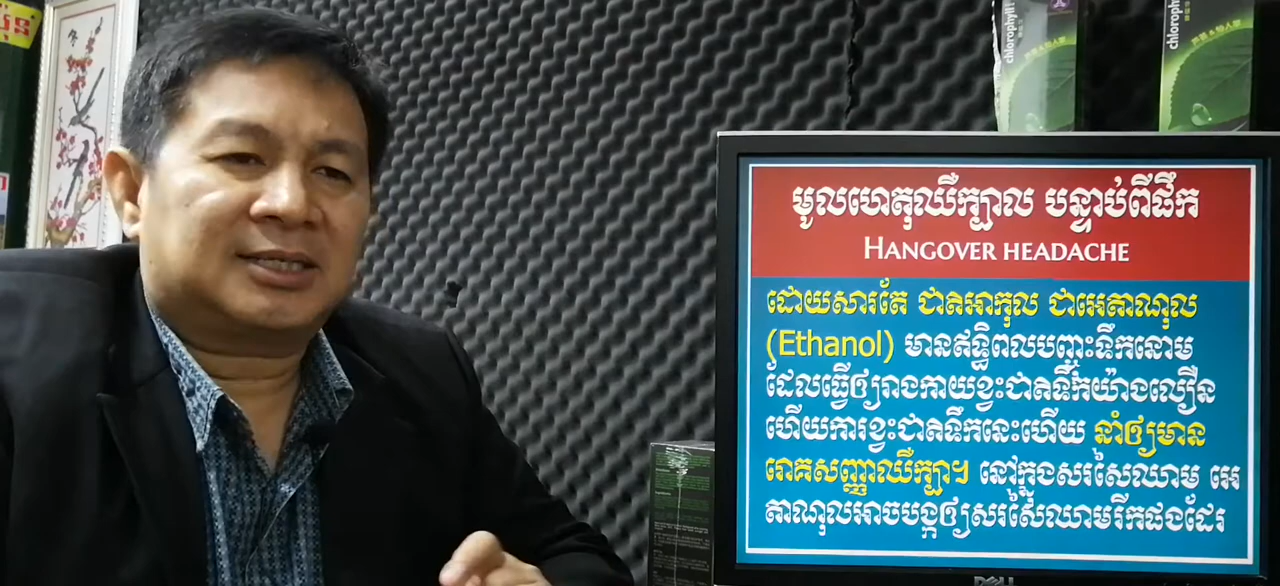 ប៉ុន
chlorophyll
chlorophyll
មូលហេតុឈឺក្បាល បន្ទាប់ពីផឹក
HANGOVER HEADACHE
ដោយសារតែ ជាតិអាកុល ជាអេតាណុល
(Ethanol) មានឥទ្ធិពលបញ្ចុះទឹកនោម
ដែលធ្វើឲ្យរាងកាយខ្វះជាតិទឹកយ៉ាងលឿន
ហើយការខ្វះជាតិទឹកនេះហើយ នាំឲ្យមាន
រោគសញ្ញាឈឺក្បា។ នៅក្នុងសរសៃឈាម អេ
តាណុលអាចបង្កឲ្យសរសៃឈាមរីកផងដែរ